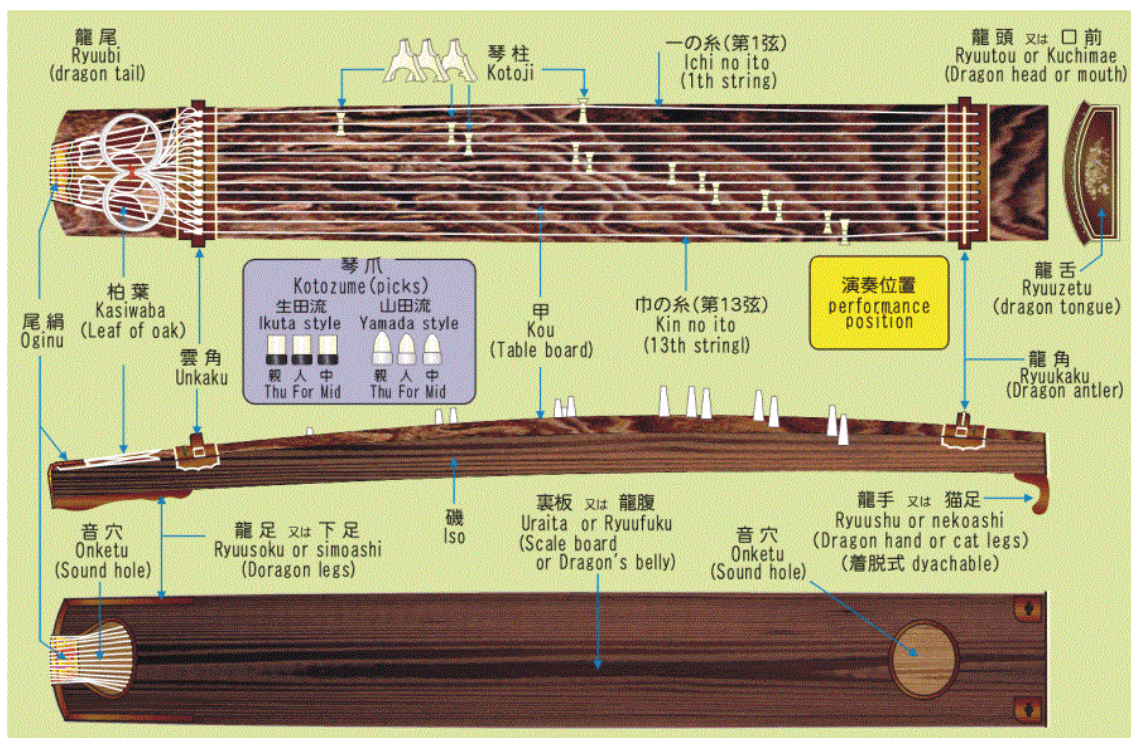 龍尾
Ryuubi
(dragon tail)
琴柱
Kotoji
一の糸(第1弦)
Ichi no ito
(1th string)
龍頭 又は 口前
Ryuutou or Kuchimae
(Dragon head or mouth)
尾絹
Oginu
柏葉
Kasiwaba
(Leaf of oak)
雲角
Unkaku
琴爪
Kotozume(picks)
生田流
Ikuta style
親 人 中
Thu For Mid
山田流
Yamada style
親 人 中
Thu For Mid
甲
Kou
(Table board)
巾の糸(第13弦)
Kin no ito
(13th stringl)
演奏位置
performance
position
龍舌
Ryuuzetu
(dragon tongue)
龍角
Ryuukaku
(Dragon antler)
音穴
Onketu
(Sound hole)
龍足 又は 下足
Ryuusoku or simoashi
(Doragon legs)
磯
Iso
裏板 又は 龍腹
Uraita or Ryuufuku
(Scale board
or Dragon's belly)
音穴
Onketu
(Sound hole)
龍手 又は 猫足
Ryuushu or nekoashi
(Dragon hand or cat legs)
(着脱式 dyachable)